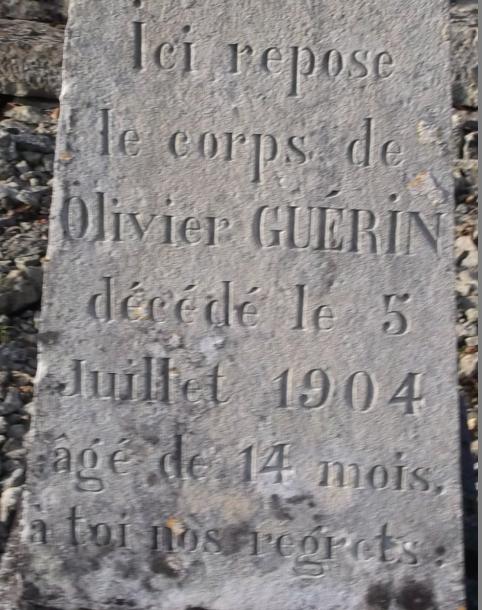 Ici repose
le corps de
Olivier GUÉRIN
décédé le 5
Juillet 1904
âgé de 14 mois,
à toi nos regrets.